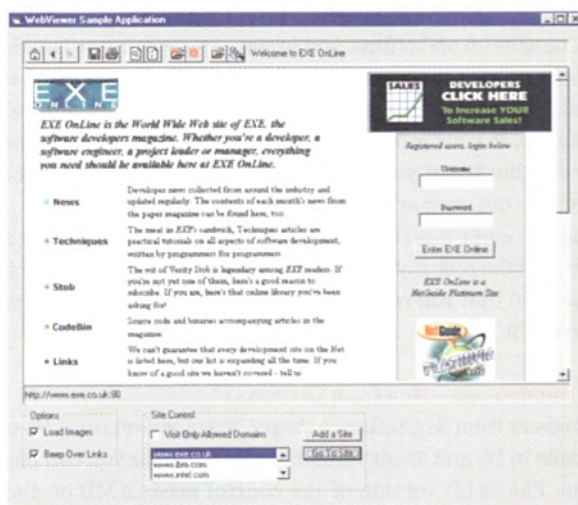 WebViewer Sample Application
Welcome to EXE OnLine
EXE
ONLINE
EXE OnLine is the World Wide Web site of EXE, the
software developers magazine. Whether you're a developer, a
software engineer, a project leader or manager, everything
you need should be available here at EXE OnLine.
News
Developer news collected from around the industry and
updated regularly. The contents of each month's news from
the paper magazine can be found here, too.
Techniques
The meat in EXE's sandwich, Techniques articles are
practical tutorials on all aspects of software development,
written by programmers for programmers.
Stob
The wit of Verity Stob is legendary among EXE readers. If
you're not yet one of them, here's a good reason to
subscribe. If you are, here's that online library you've been
asking for!
CodeBin
Source code and binaries accompanying articles in the
magazine.
Links
We can't guarantee that every development site on the Net
is listed here, but our list is expanding all the time. If you
know of a good site we haven't covered - tell us
SALES
DEVELOPERS
CLICK HERE
To Increase YOUR
Software Sales!
Registered users, login below
Username
Password
Enter EXE Online
EXE OnLine is a
NetGuide Platinum Site
NetGuide
http://www.exe.co.uk:80
Options
Load Images
Beep Over Links
Site Control
Visit Only Allowed Domains
www.exe.co.uk
www.ibm.com
www.intel.com
Add a Site
Go To Site